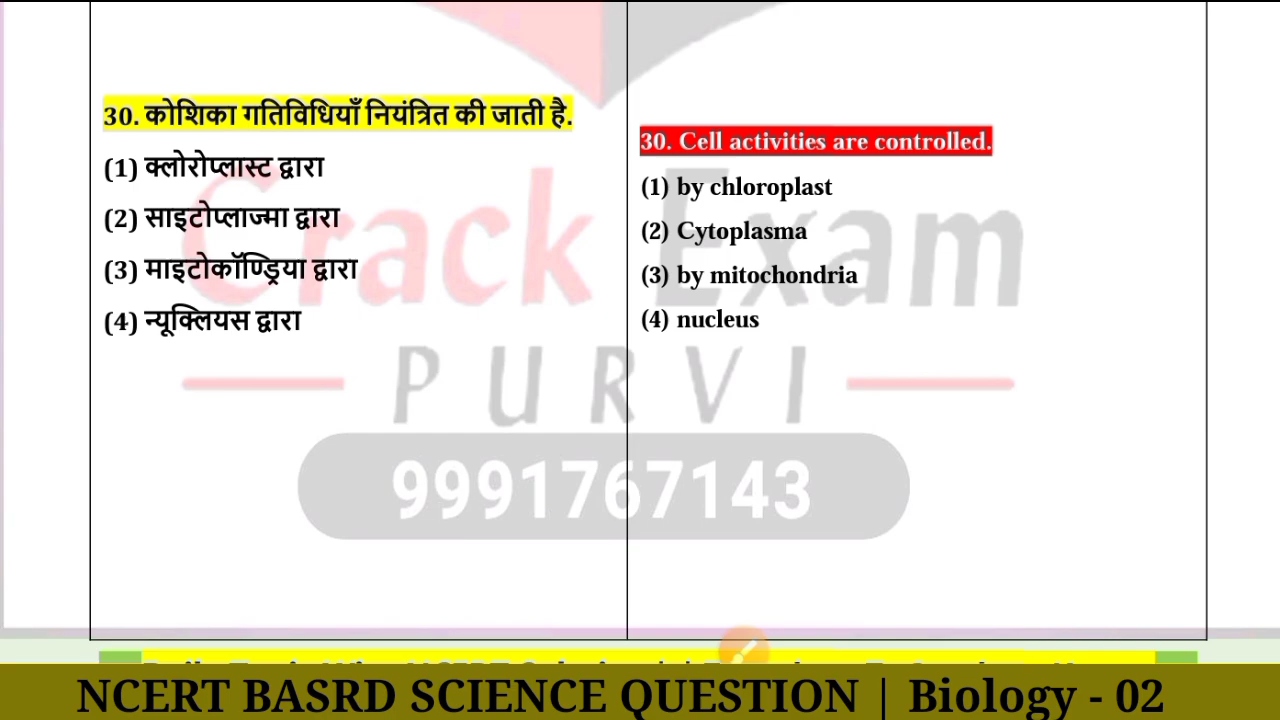 30. कोशिका गतिविधियाँ नियंत्रित की जाती है.
(1) क्लोरोप्लास्ट द्वारा
(2) साइटोप्लाज्मा द्वारा
(3) माइटोकॉण्ड्रिया द्वारा
(4) न्यूक्लियस द्वारा
30. Cell activities are controlled.
(1) by chloroplast
(2) Cytoplasma
(3) by mitochondria
(4) nucleus
Crack Exam
PURVI
9991767143
NCERT BASRD SCIENCE QUESTION | Biology - 02